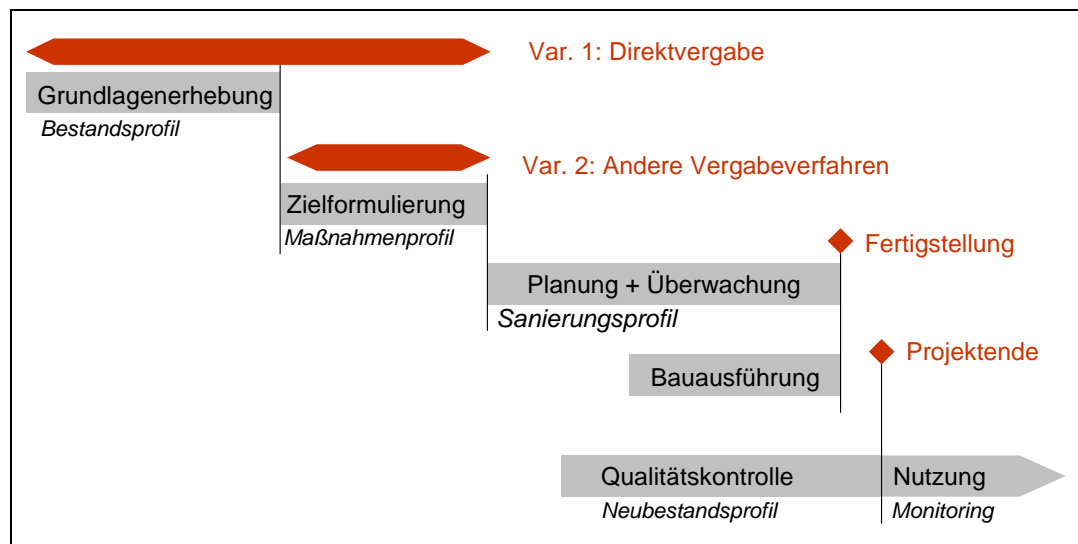 Var. 1: Direktvergabe
Grundlagenerhebung
Bestandsprofil
Var. 2: Andere Vergabeverfahren
Zielformulierung
Maßnahmenprofil
Fertigstellung
Planung + Überwachung
Sanierungsprofil
Projektende
Bauausführung
Qualitätskontrolle
Nutzung
Neubestandsprofil
Monitoring